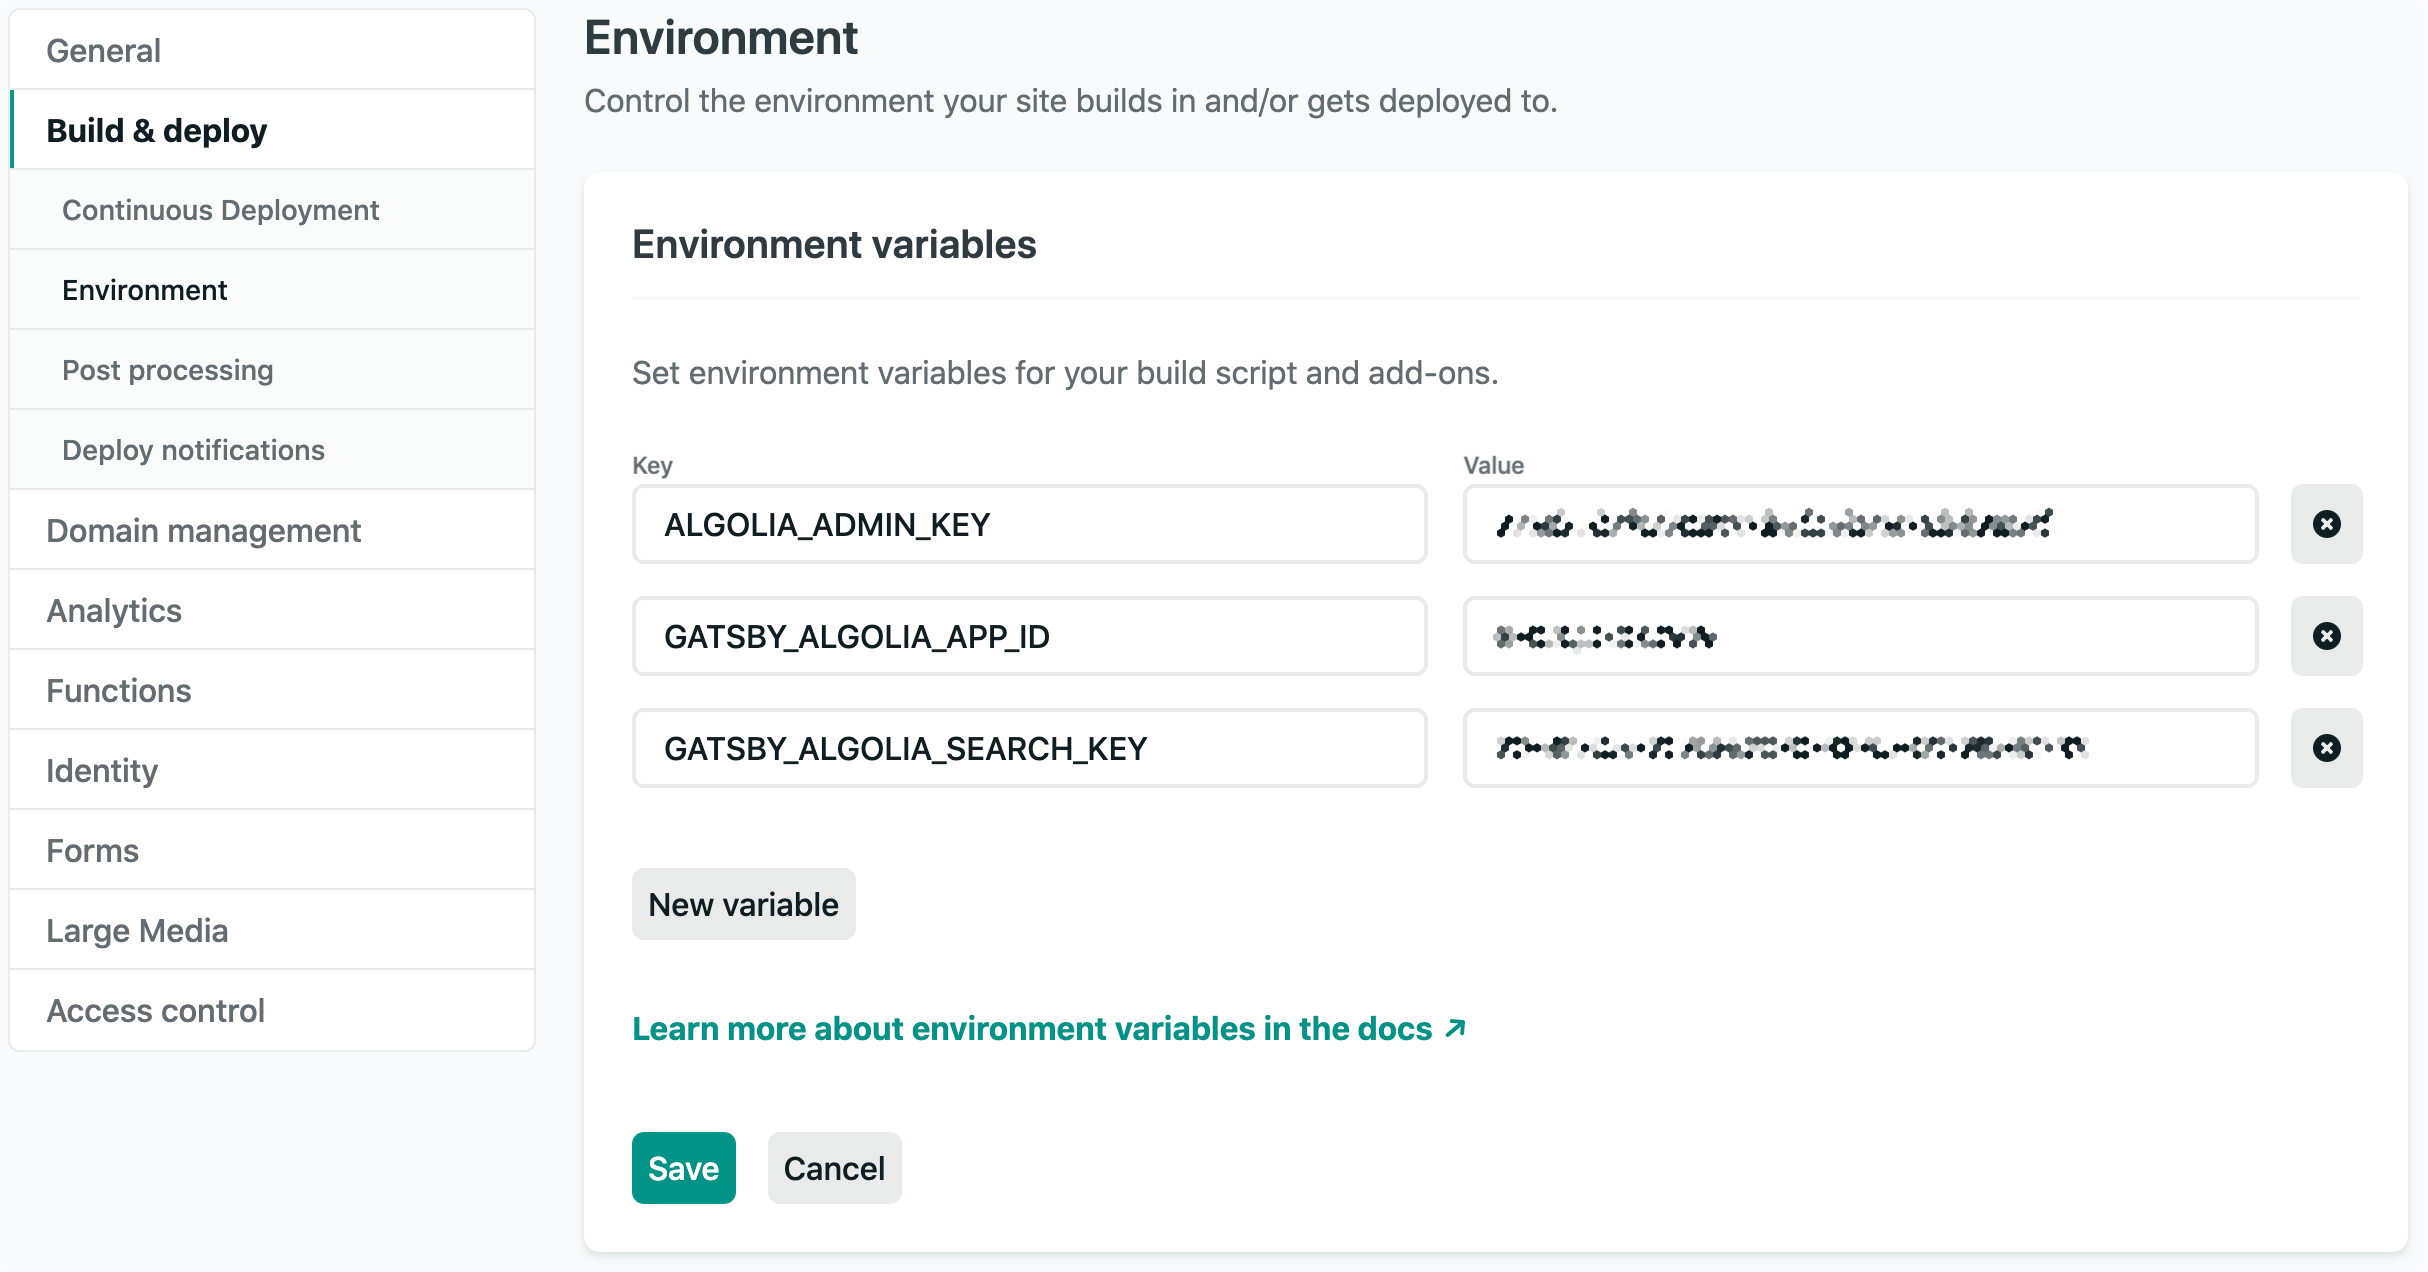 General
Build & deploy
Continuous Deployment
Environment
Post processing
Deploy notifications
Domain management
Analytics
Functions
Identity
Forms
Large Media
Access control
Environment
Control the environment your site builds in and/or gets deployed to.
Environment variables
Set environment variables for your build script and add-ons.
Key Value
ALGOLIA_ADMIN_KEY
GATSBY_ALGOLIA_APP_ID
GATSBY_ALGOLIA_SEARCH_KEY
New variable
Learn more about environment variables in the docs ↗
Save Cancel